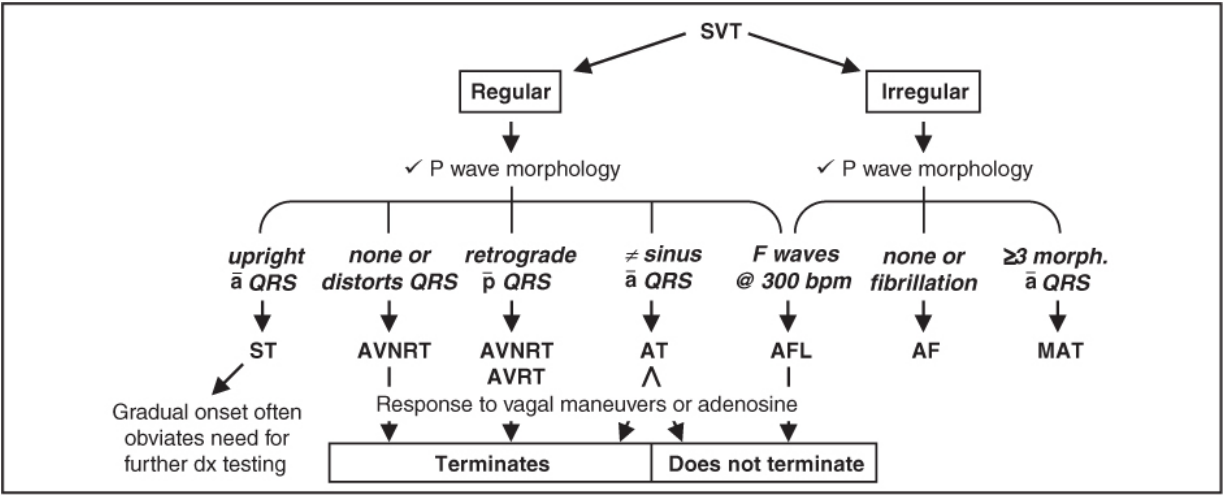 SVT
Regular
Irregular
✓ P wave morphology
✓ P wave morphology
upright
ā QRS
none or
distorts QRS
retrograde
p̄ QRS
≠ sinus
ā QRS
F waves
@ 300 bpm
none or
fibrillation
≥3 morph.
ā QRS
ST
AVNRT
AVNRT
AVRT
AT
AFL
AF
MAT
Gradual onset often
obviates need for
further dx testing
Response to vagal maneuvers or adenosine
Terminates
Does not terminate